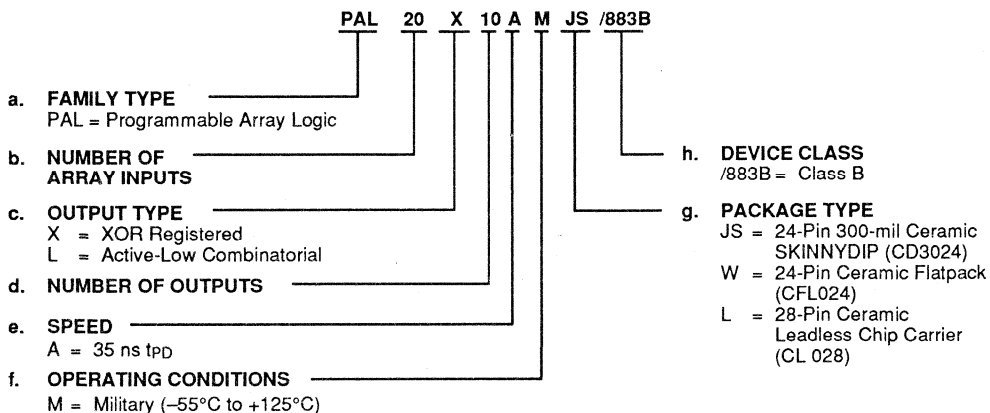 PAL 20 X 10 A M JS /883B
a. FAMILY TYPE
PAL = Programmable Array Logic
b. NUMBER OF
ARRAY INPUTS
c. OUTPUT TYPE
X = XOR Registered
L = Active-Low Combinatorial
d. NUMBER OF OUTPUTS
e. SPEED
A = 35 ns tPD
f. OPERATING CONDITIONS
M = Military (–55°C to +125°C)
h. DEVICE CLASS
/883B = Class B
g. PACKAGE TYPE
JS = 24-Pin 300-mil Ceramic
SKINNYDIP (CD3024)
W = 24-Pin Ceramic Flatpack
(CFL024)
L = 28-Pin Ceramic
Leadless Chip Carrier
(CL 028)